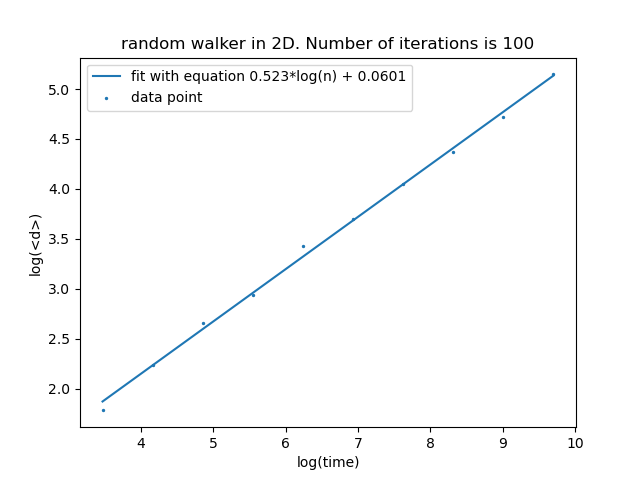 random walker in 2D. Number of iterations is 100
fit with equation 0.523*log(n) + 0.0601
data point
5.0
4.5
4.0
3.5
3.0
2.5
2.0
log(<d>)
4 5 6 7 8 9 10
log(time)